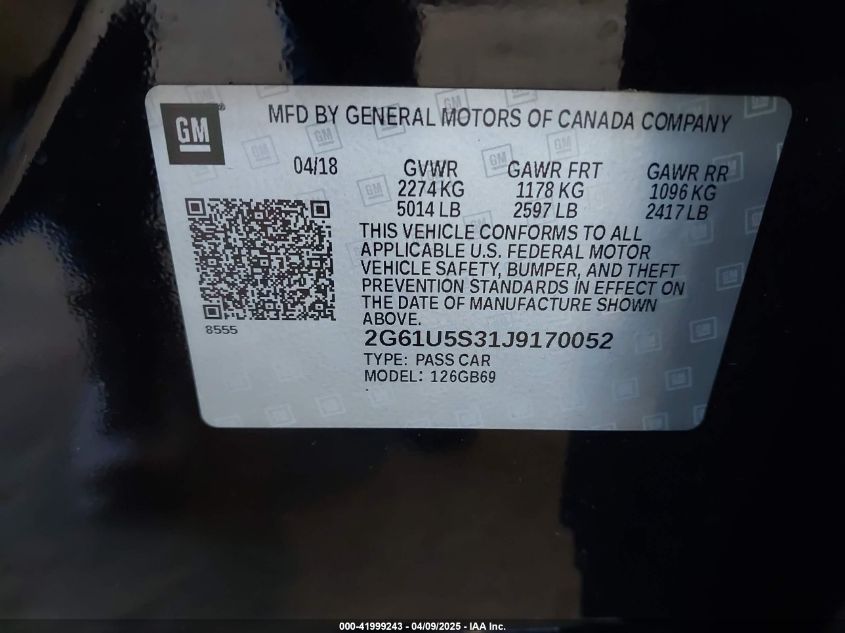 GM
MFD BY GENERAL MOTORS OF CANADA COMPANY
04/18 GVWR GAWR FRT GAWR RR
2274 KG 1178 KG 1096 KG
5014 LB 2597 LB 2417 LB
THIS VEHICLE CONFORMS TO ALL
APPLICABLE U.S. FEDERAL MOTOR
VEHICLE SAFETY, BUMPER, AND THEFT
PREVENTION STANDARDS IN EFFECT ON
THE DATE OF MANUFACTURE SHOWN
ABOVE.
8555
2G61U5S31J9170052
TYPE: PASS CAR
MODEL: 126GB69
000-41999243 - 04/09/2025 - IAA Inc.